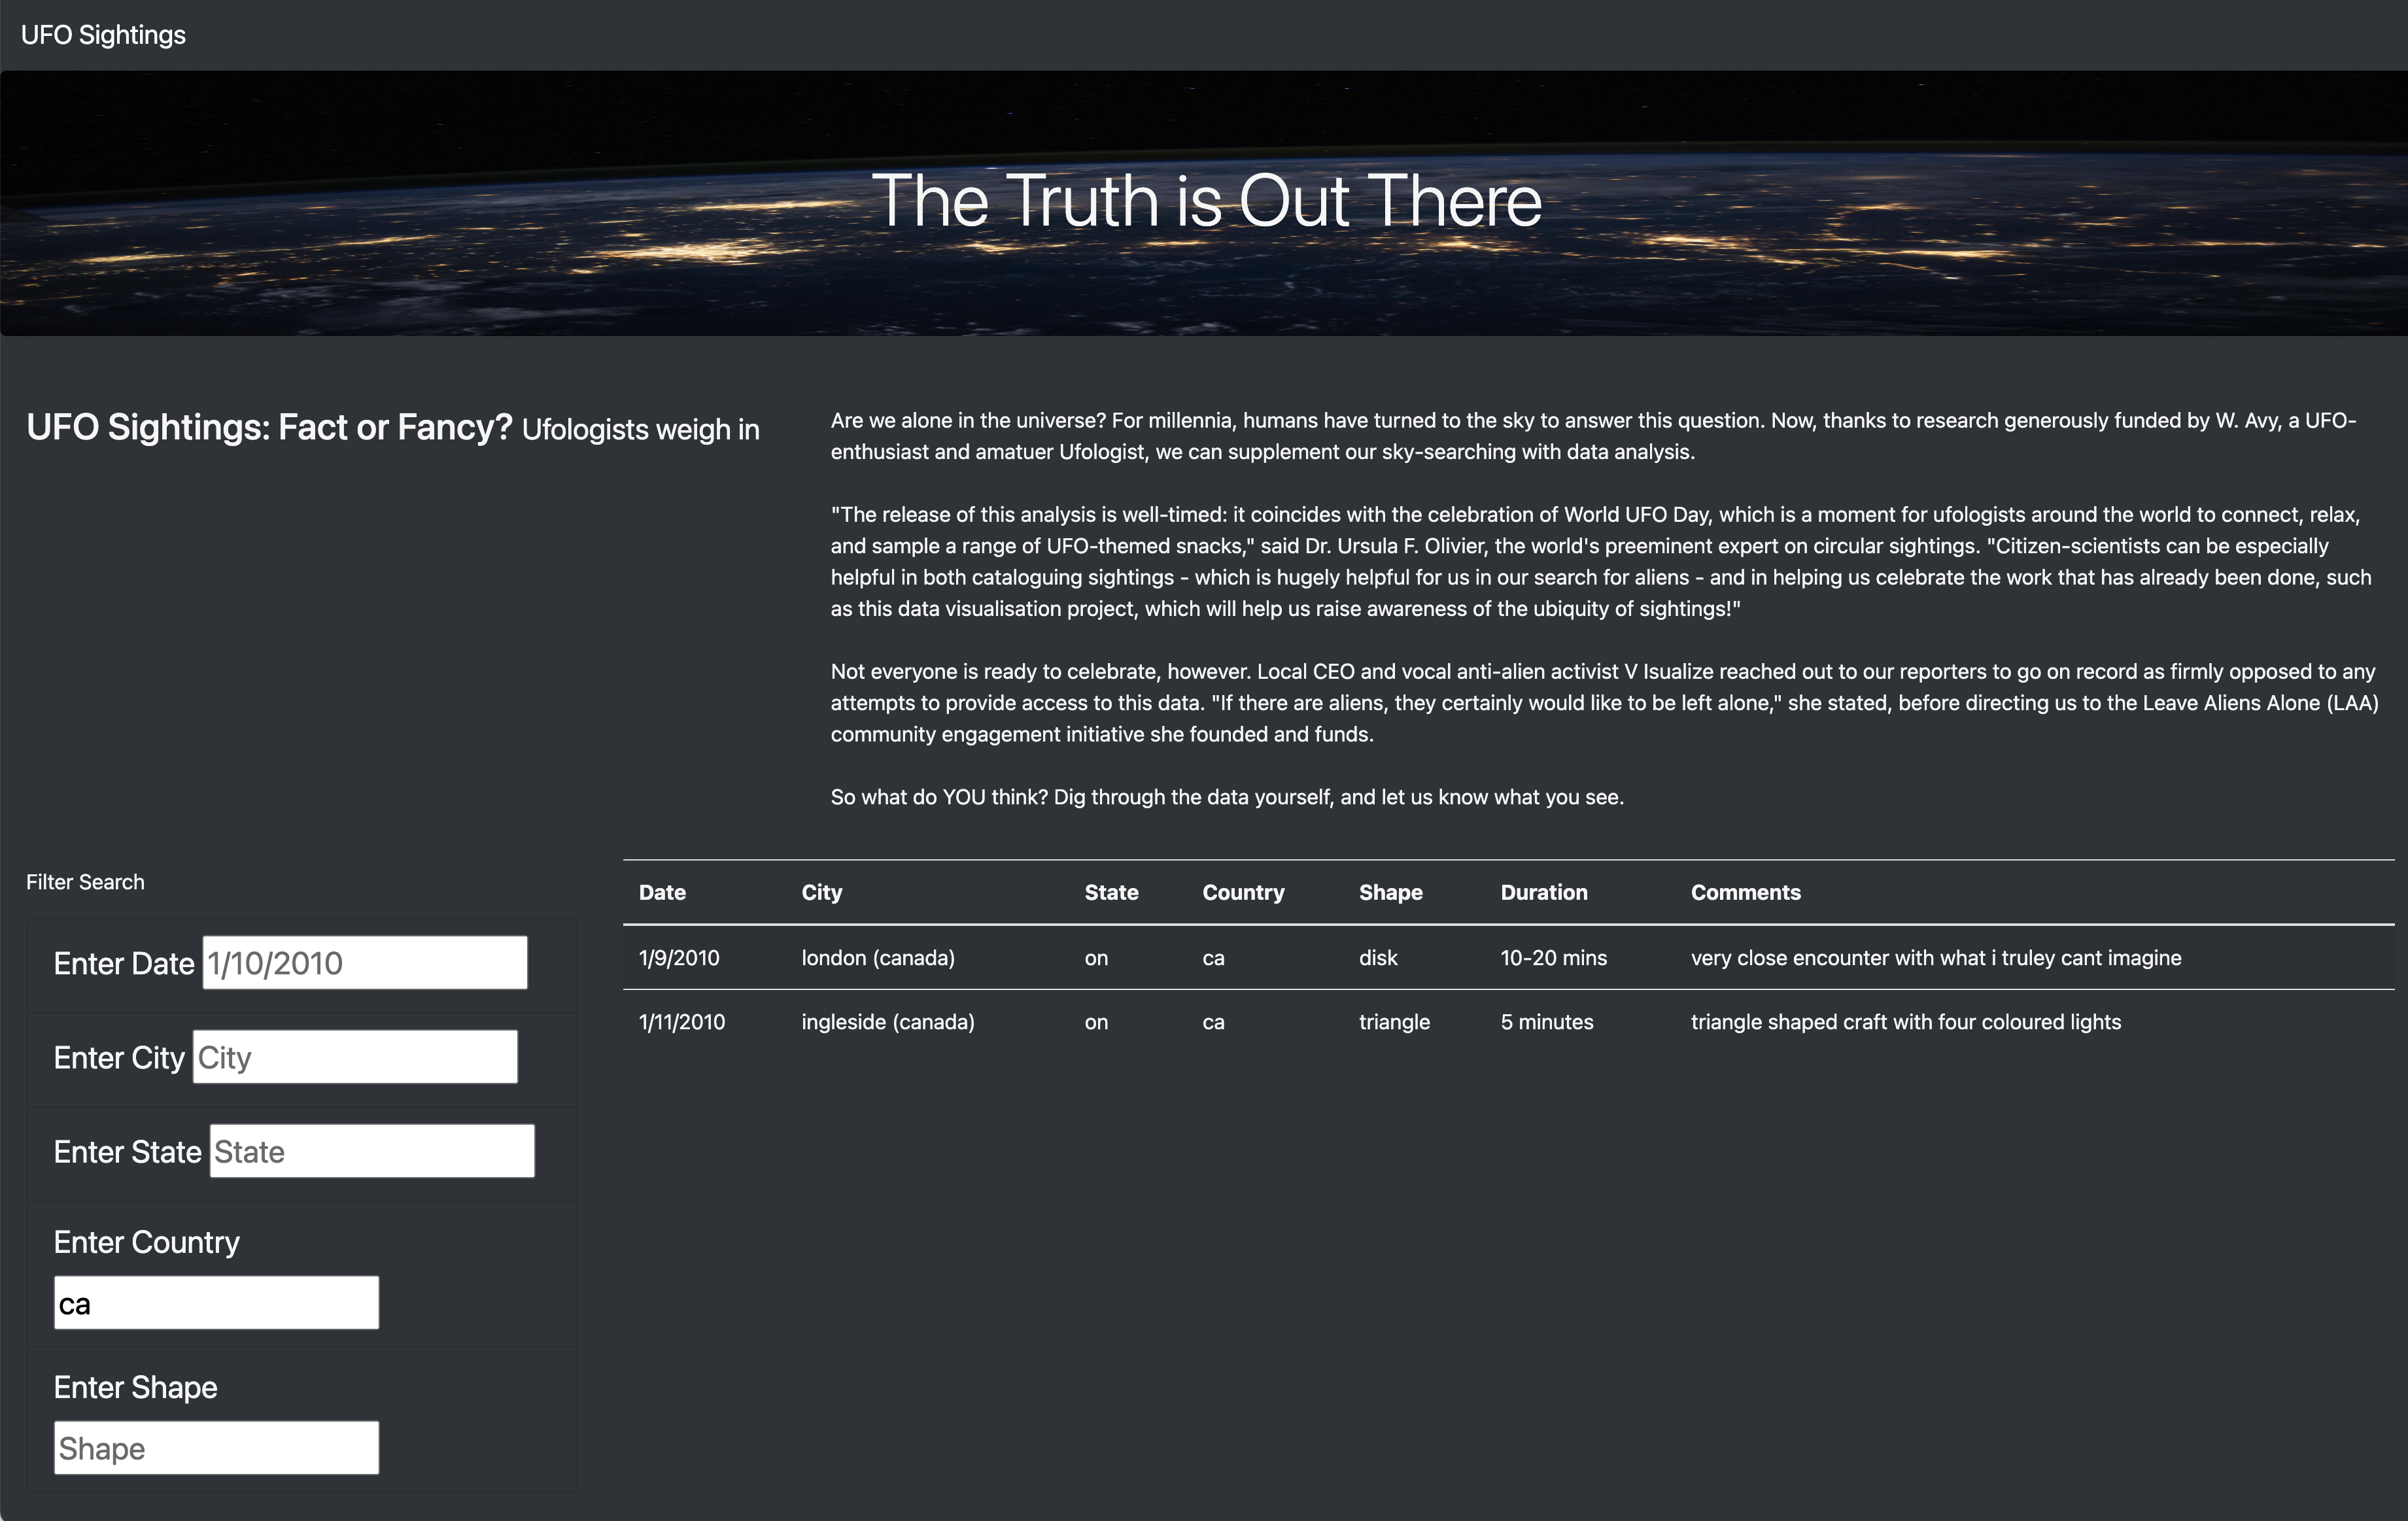 UFO Sightings
The Truth is Out There
UFO Sightings: Fact or Fancy? Ufologists weigh in
Are we alone in the universe? For millennia, humans have turned to the sky to answer this question. Now, thanks to research generously funded by W. Avy, a UFO-
enthusiast and amatuer Ufologist, we can supplement our sky-searching with data analysis.
"The release of this analysis is well-timed: it coincides with the celebration of World UFO Day, which is a moment for ufologists around the world to connect, relax,
and sample a range of UFO-themed snacks," said Dr. Ursula F. Olivier, the world's preeminent expert on circular sightings. "Citizen-scientists can be especially
helpful in both cataloguing sightings - which is hugely helpful for us in our search for aliens - and in helping us celebrate the work that has already been done, such
as this data visualisation project, which will help us raise awareness of the ubiquity of sightings!"
Not everyone is ready to celebrate, however. Local CEO and vocal anti-alien activist V Isualize reached out to our reporters to go on record as firmly opposed to any
attempts to provide access to this data. "If there are aliens, they certainly would like to be left alone," she stated, before directing us to the Leave Aliens Alone (LAA)
community engagement initiative she founded and funds.
So what do YOU think? Dig through the data yourself, and let us know what you see.
Filter Search
Enter Date 1/10/2010
Enter City City
Enter State State
Enter Country
ca
Enter Shape
Shape
Date City State Country Shape Duration Comments
1/9/2010 london (canada) on ca disk 10-20 mins very close encounter with what i truley cant imagine
1/11/2010 ingleside (canada) on ca triangle 5 minutes triangle shaped craft with four coloured lights